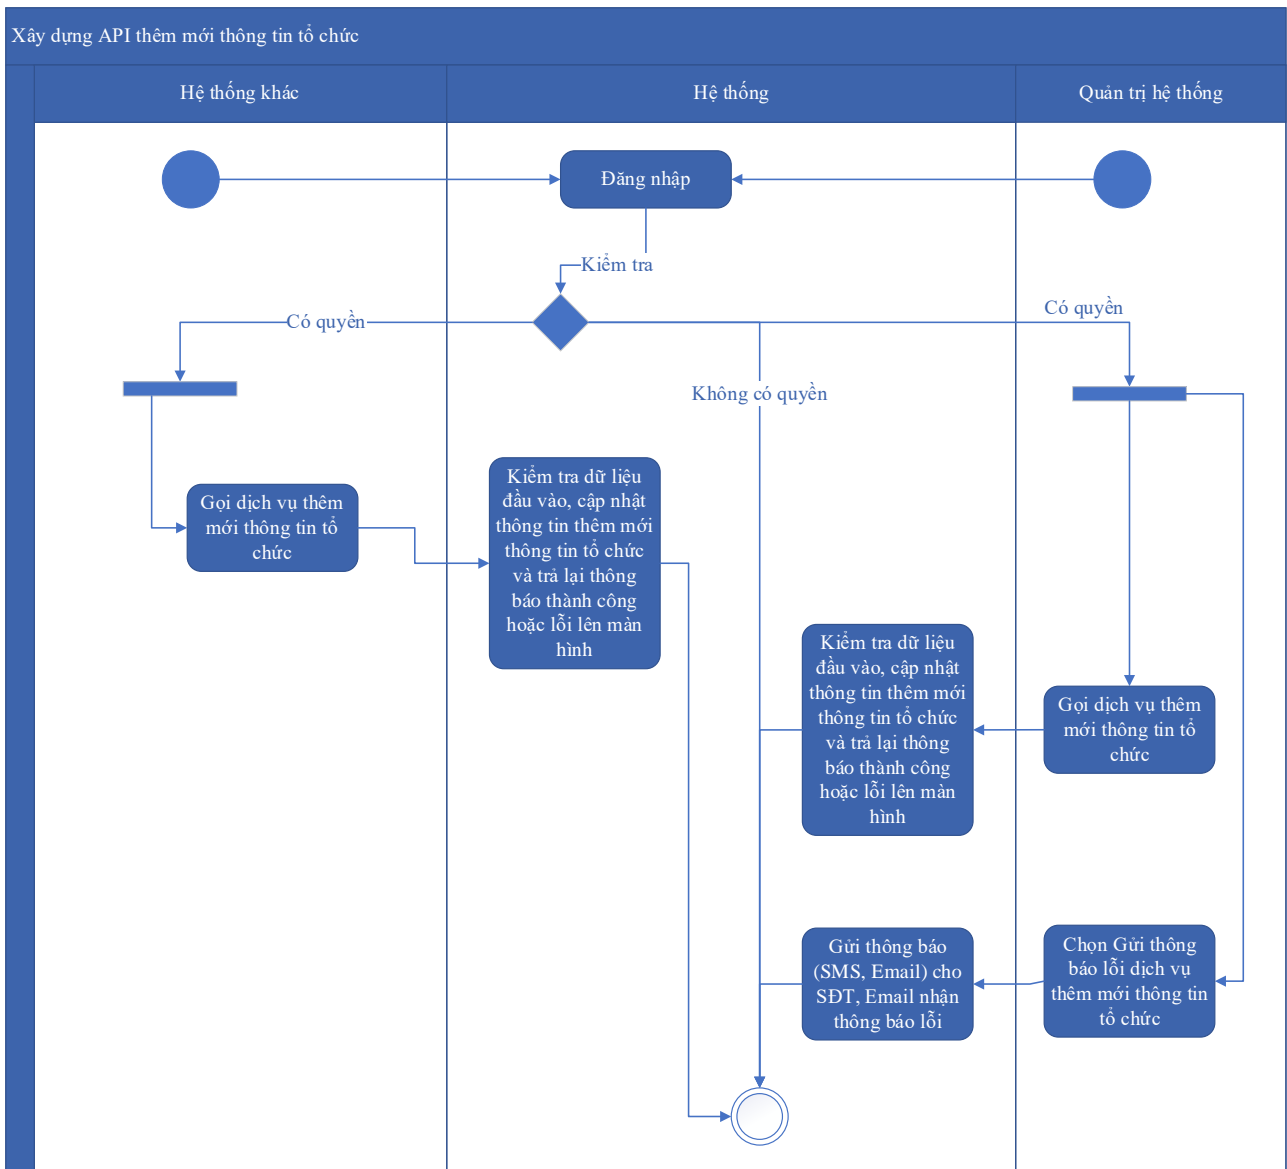 Xây dựng API thêm mới thông tin tổ chức
Hệ thống khác
Hệ thống
Quản trị hệ thống
Đăng nhập
Kiểm tra
Có quyền
Có quyền
Không có quyền
Gọi dịch vụ thêm
mới thông tin tổ
chức
Kiểm tra dữ liệu
đầu vào, cập nhật
thông tin thêm mới
thông tin tổ chức
và trả lại thông
báo thành công
hoặc lỗi lên màn
hình
Kiểm tra dữ liệu
đầu vào, cập nhật
thông tin thêm mới
thông tin tổ chức
và trả lại thông
báo thành công
hoặc lỗi lên màn
hình
Gọi dịch vụ thêm
mới thông tin tổ
chức
Gửi thông báo
(SMS, Email) cho
SĐT, Email nhận
thông báo lỗi
Chọn Gửi thông
báo lỗi dịch vụ
thêm mới thông tin
tổ chức